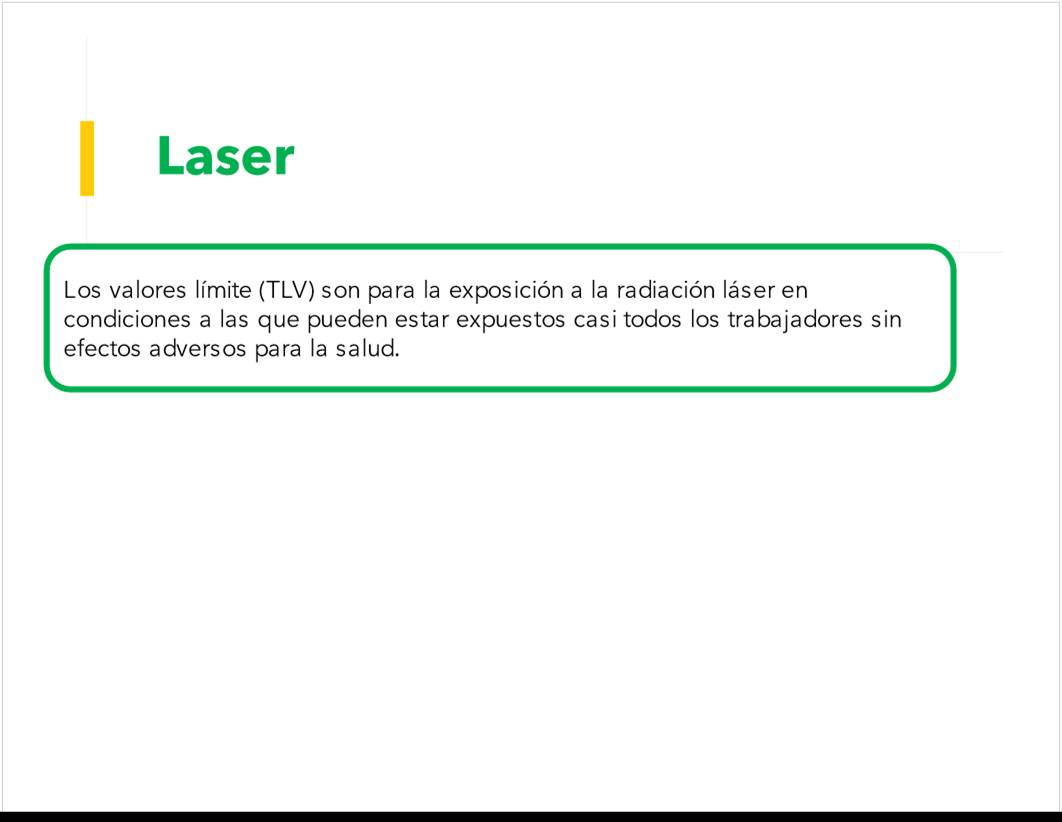 Laser
Los valores límite (TLV) son para la exposición a la radiación láser en
condiciones a las que pueden estar expuestos casi todos los trabajadores sin
efectos adversos para la salud.